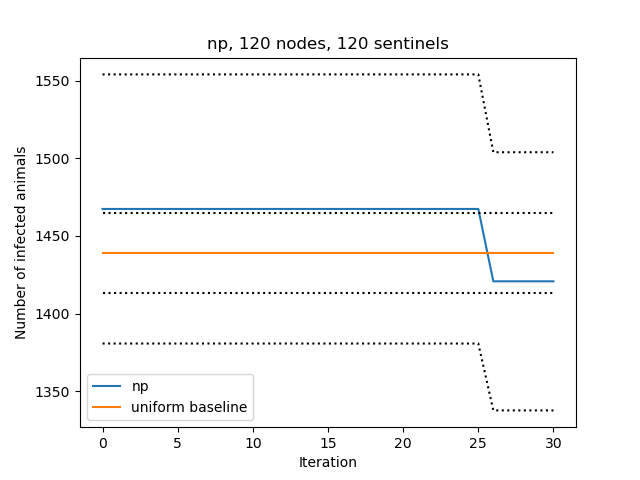 np, 120 nodes, 120 sentinels
Number of infected animals
1550
1500
1450
1400
1350
np
uniform baseline
0 5 10 15 20 25 30
Iteration